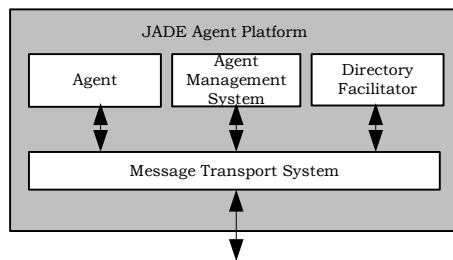 JADE Agent Platform
Agent
Agent
Management
System
Directory
Facilitator
Message Transport System